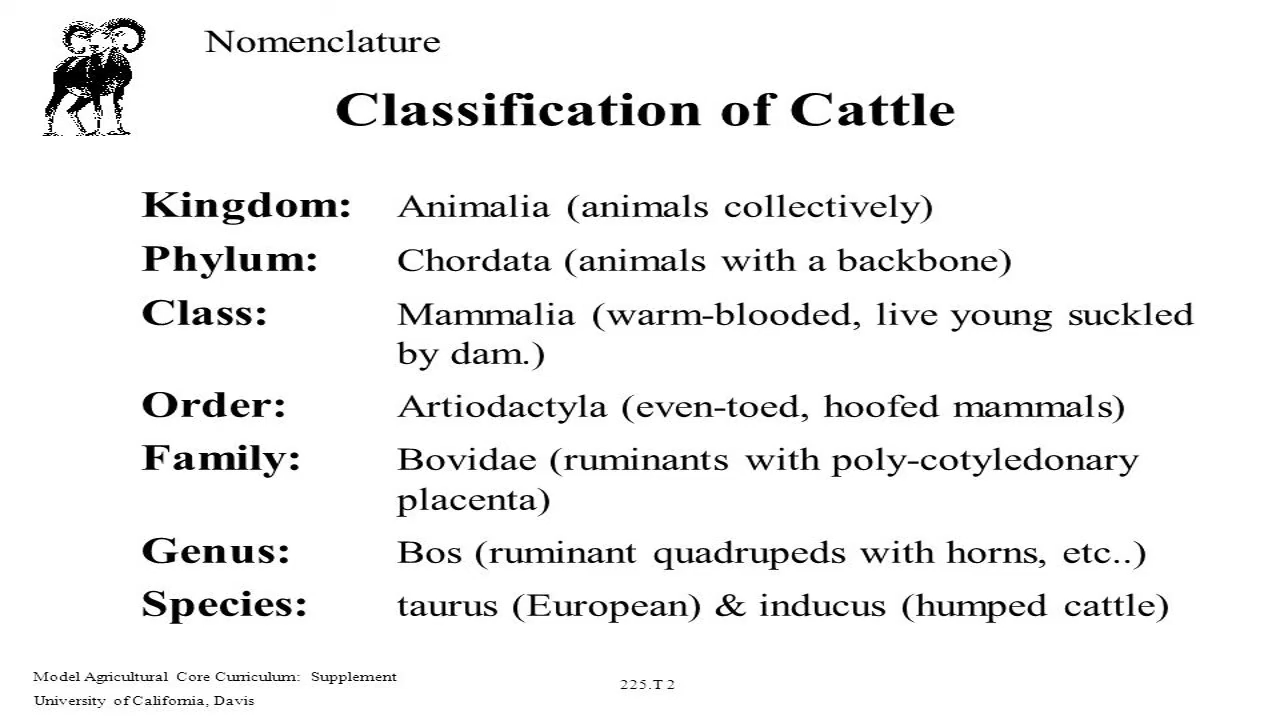 Nomenclature
Classification of Cattle
Kingdom: Animalia (animals collectively)
Phylum: Chordata (animals with a backbone)
Class: Mammalia (warm-blooded, live young suckled
by dam.)
Order: Artiodactyla (even-toed, hoofed mammals)
Family: Bovidae (ruminants with poly-cotyledonary
placenta)
Genus: Bos (ruminant quadrupeds with horns, etc..)
Species: taurus (European) & inducus (humped cattle)
Model Agricultural Core Curriculum: Supplement
University of California, Davis
225.T 2